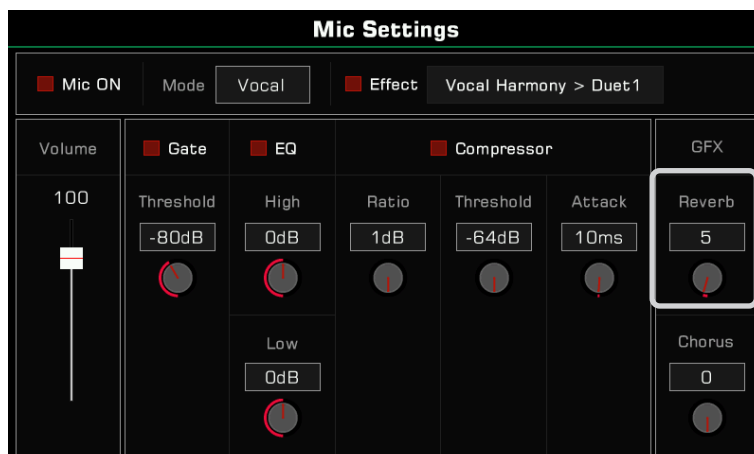 Mic Settings
Mic ON
Mode
Vocal
Effect
Vocal Harmony > Duet1
Volume
Gate
EQ
Compressor
GFX
100
Threshold
High
Ratio
Threshold
Attack
Reverb
-80dB
0dB
1dB
-64dB
10ms
5
Low
Chorus
0dB
0